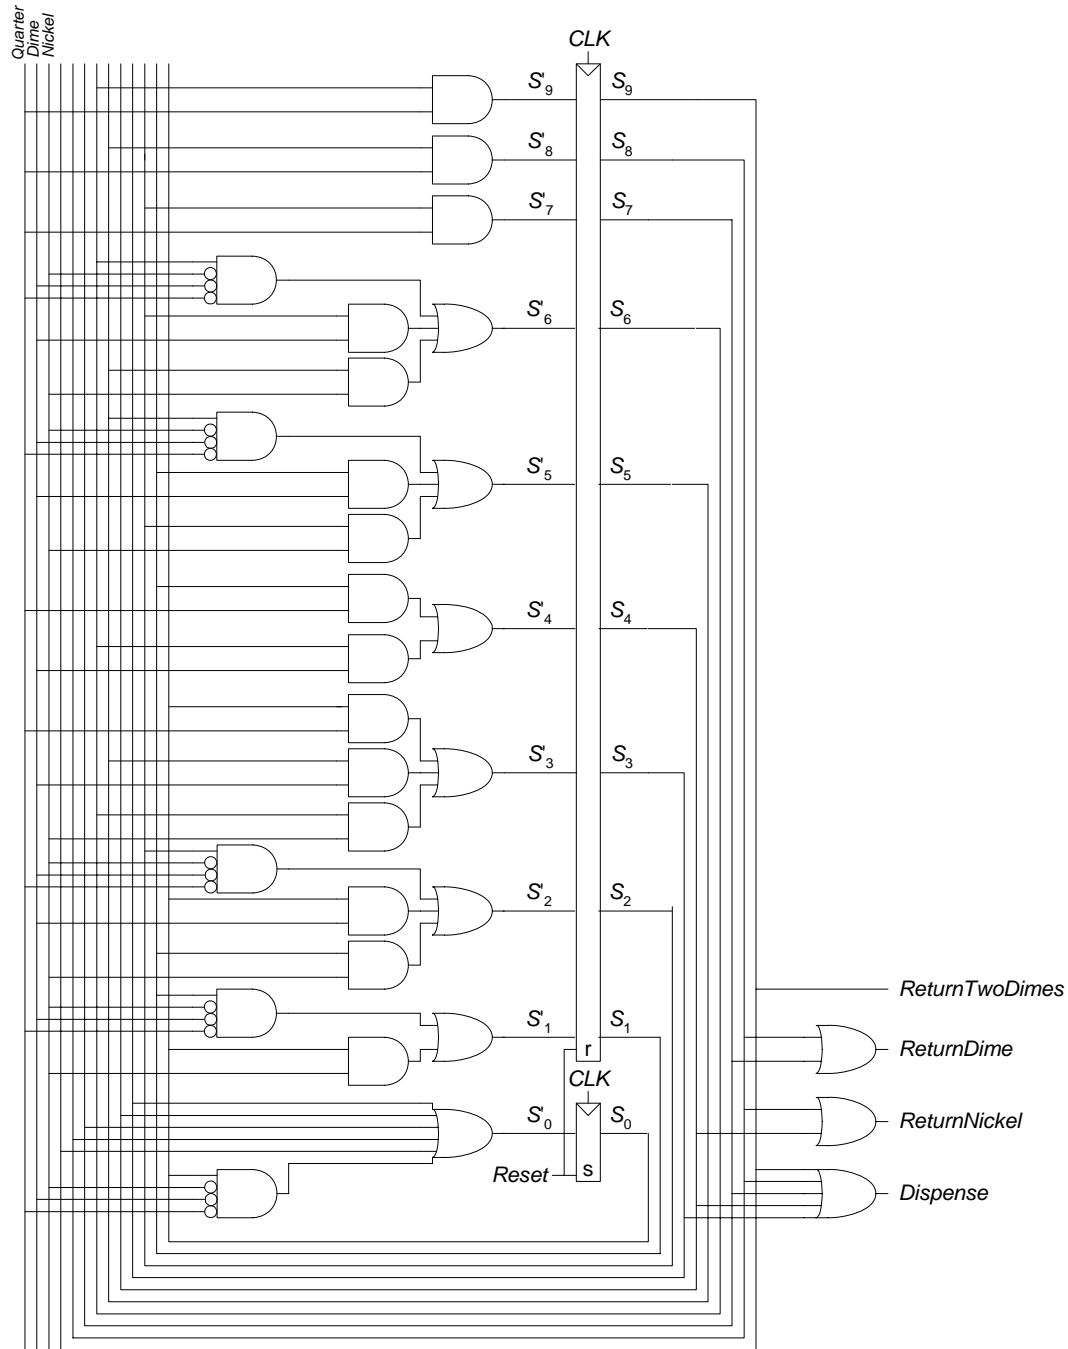 Quarter
Dime
Nickel
CLK
S'9 S9
S'8 S8
S'7 S7
S'6 S6
S'5 S5
S'4 S4
S'3 S3
S'2 S2
ReturnTwoDimes
S'1 S1
r
ReturnDime
CLK
S'0 S0
ReturnNickel
Reset
s
Dispense